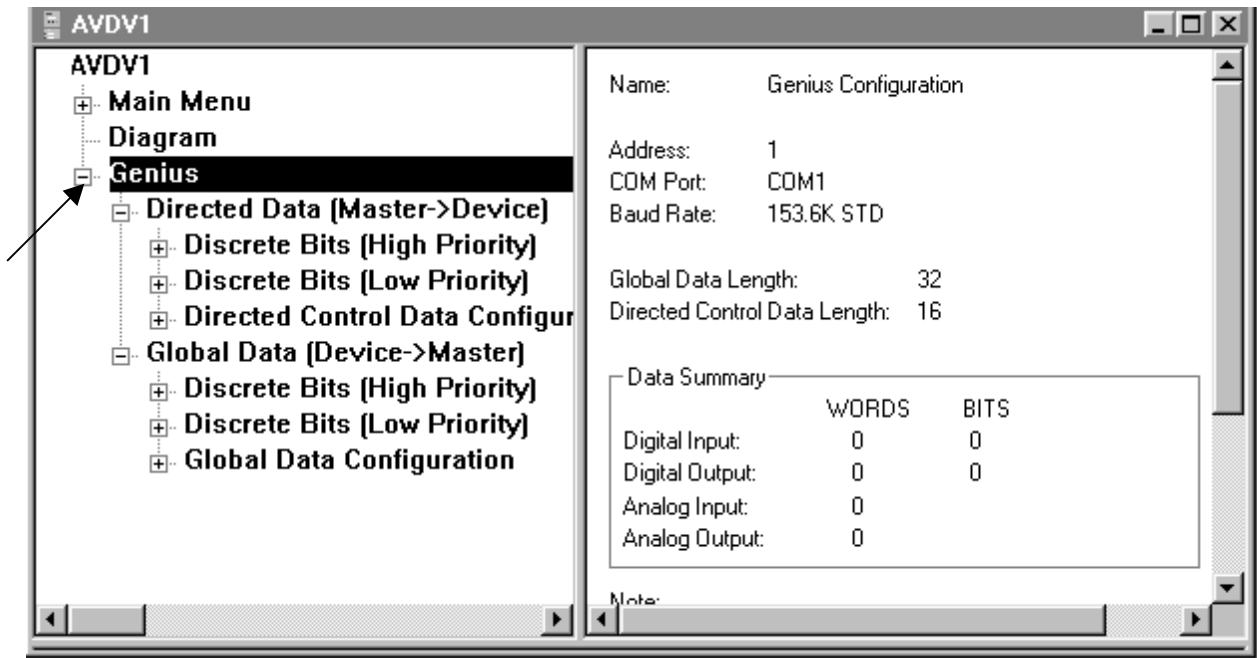 AVDV1
AVDV1
Main Menu
Diagram
Genius
Directed Data (Master->Device)
Discrete Bits (High Priority)
Discrete Bits (Low Priority)
Directed Control Data Configur
Global Data (Device->Master)
Discrete Bits (High Priority)
Discrete Bits (Low Priority)
Global Data Configuration
Name: Genius Configuration
Address: 1
COM Port: COM1
Baud Rate: 153.6K STD
Global Data Length: 32
Directed Control Data Length: 16
Data Summary
WORDS BITS
Digital Input: 0 0
Digital Output: 0 0
Analog Input: 0
Analog Output: 0
Note: